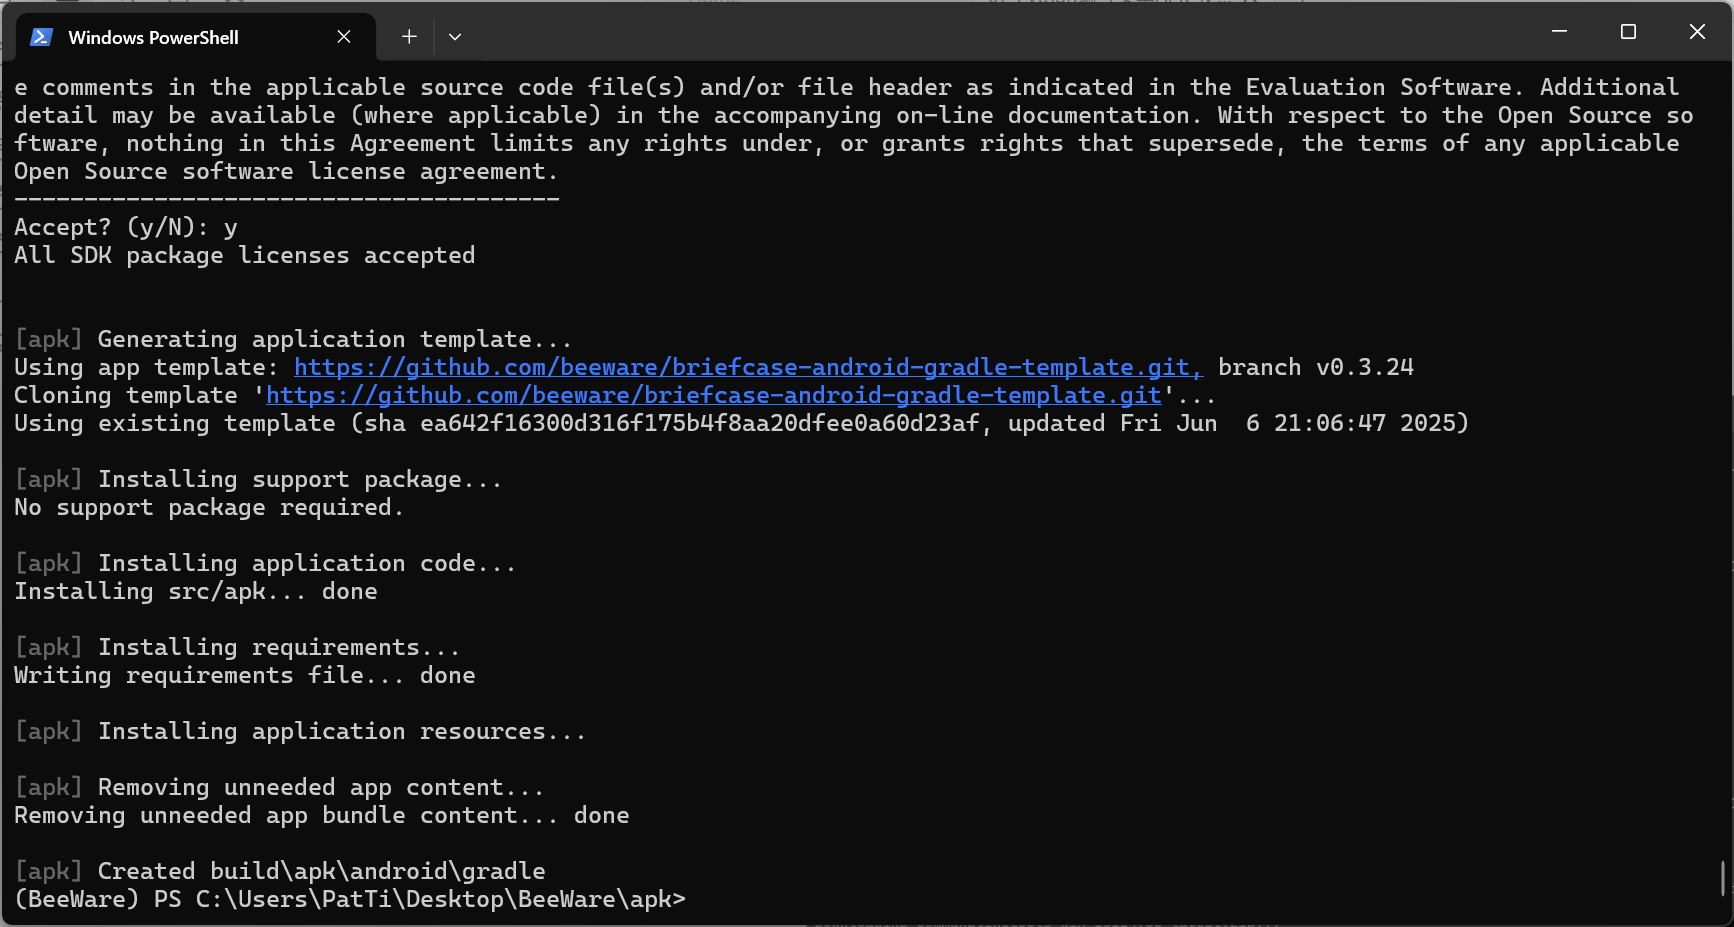 Windows PowerShell
e comments in the applicable source code file(s) and/or file header as indicated in the Evaluation Software. Additional
detail may be available (where applicable) in the accompanying on-line documentation. With respect to the Open Source so
ftware, nothing in this Agreement limits any rights under, or grants rights that supersede, the terms of any applicable
Open Source software license agreement.
---------------------------------------
Accept? (y/N): y
All SDK package licenses accepted
[apk] Generating application template...
Using app template: https://github.com/beeware/briefcase-android-gradle-template.git, branch v0.3.24
Cloning template 'https://github.com/beeware/briefcase-android-gradle-template.git'...
Using existing template (sha ea642f16300d316f175b4f8aa20dfee0a60d23af, updated Fri Jun  6 21:06:47 2025)
[apk] Installing support package...
No support package required.
[apk] Installing application code...
Installing src/apk... done
[apk] Installing requirements...
Writing requirements file... done
[apk] Installing application resources...
[apk] Removing unneeded app content...
Removing unneeded app bundle content... done
[apk] Created build\apk\android\gradle
(BeeWare) PS C:\Users\PatTi\Desktop\BeeWare\apk>